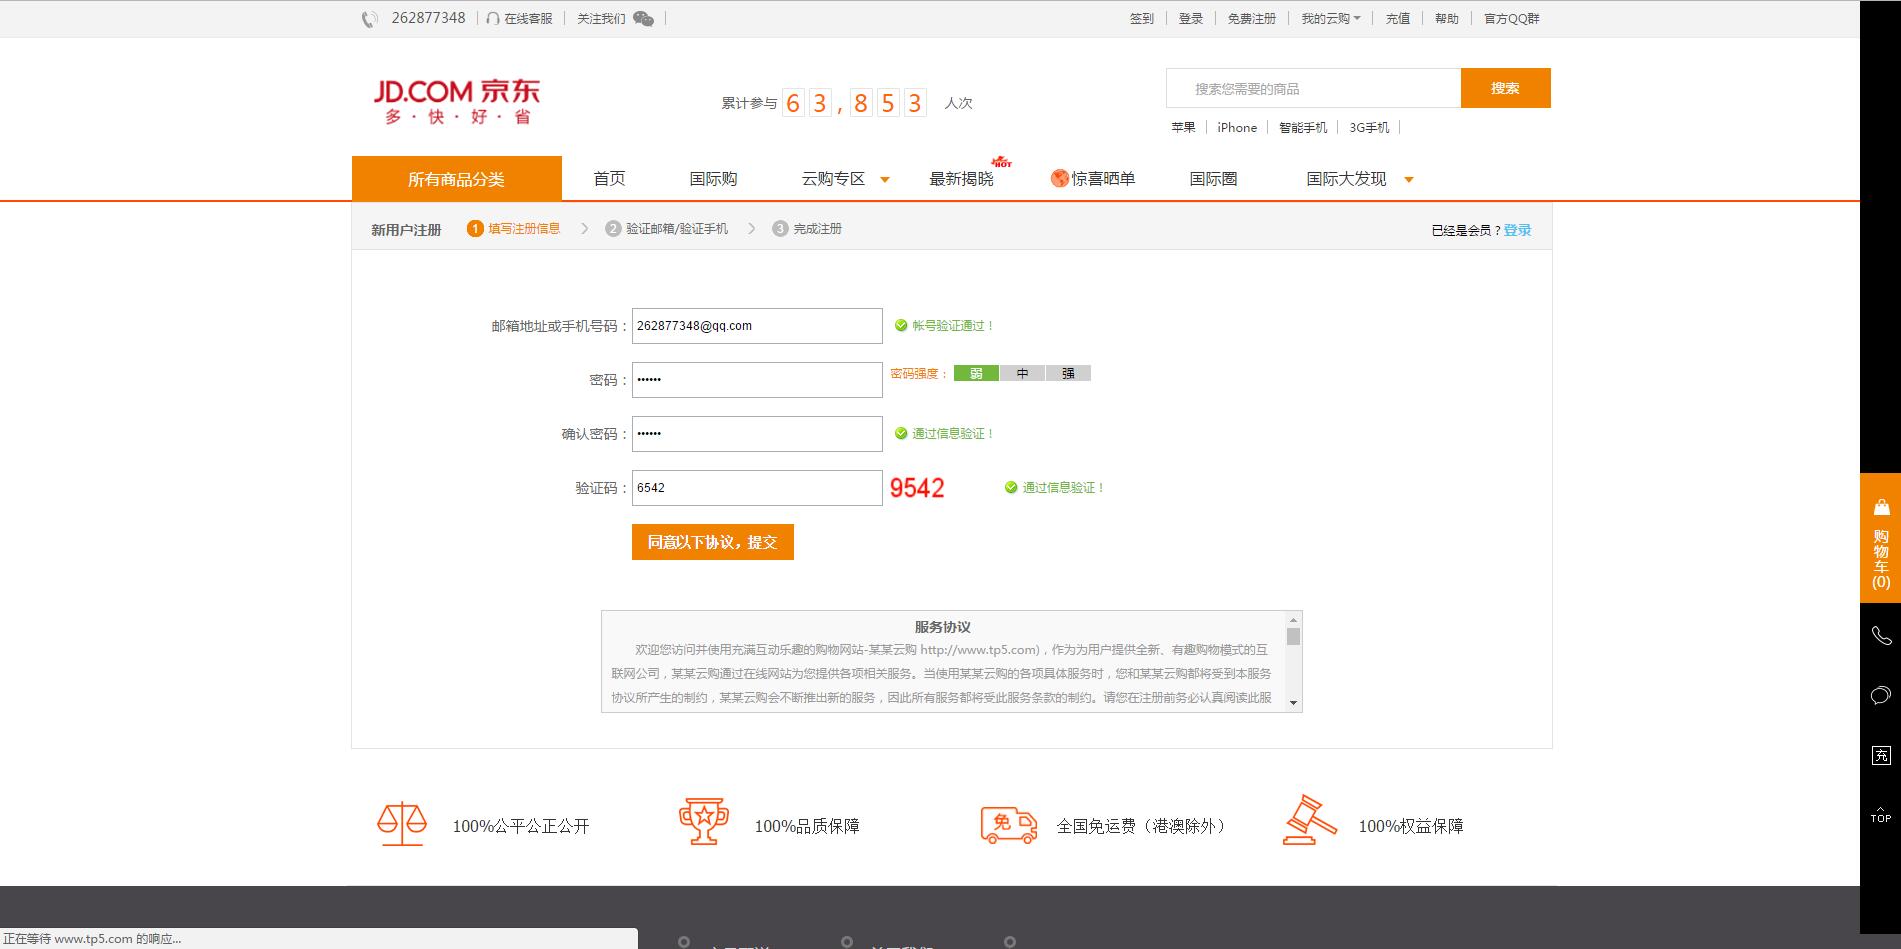 262877348 在线客服 关注我们 签到 登录 免费注册 我的云购 充值 帮助 官方QQ群
JD.COM 京东
多·快·好·省
累计参与 63,853 人次
搜索您需要的商品 搜索
苹果 iPhone 智能手机 3G手机
所有商品分类 首页 国际购 云购专区 最新揭晓 HOT 惊喜晒单 国际圈 国际大发现
新用户注册 1 填写注册信息 2 验证邮箱/验证手机 3 完成注册 已经是会员？登录
邮箱地址或手机号码： 262877348@qq.com 帐号验证通过！
密码： •••••• 密码强度： 弱 中 强
确认密码： •••••• 通过信息验证！
验证码： 6542 9542 通过信息验证！
同意以下协议，提交
服务协议
欢迎您访问并使用充满互动乐趣的购物网站-某某云购 http://www.tp5.com)，作为为用户提供全新、有趣购物模式的互
联网公司，某某云购通过在线网站为您提供各项相关服务。当使用某某云购的各项具体服务时，您和某某云购都将受到本服务
协议所产生的制约，某某云购会不断推出新的服务，因此所有服务都将受此服务条款的制约。请您在注册前务必认真阅读此服
购物车(0)
充
TOP
100%公平公正公开 100%品质保障 免 全国免运费（港澳除外） 100%权益保障
正在等待 www.tp5.com 的响应...